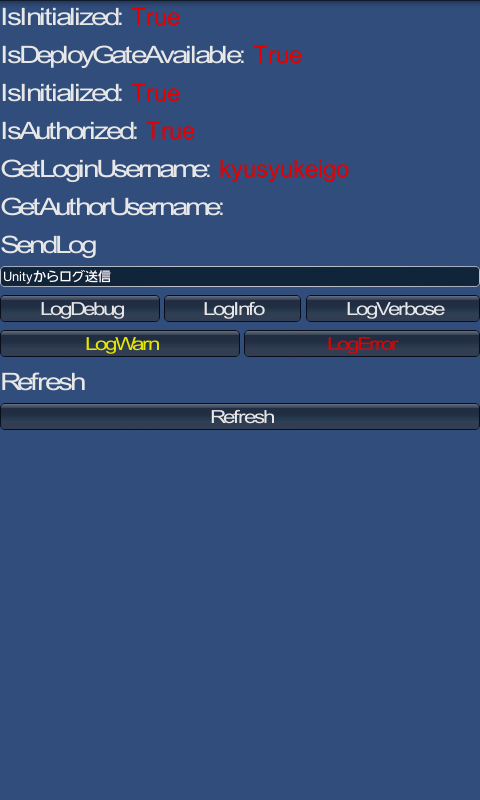 IsInitialized: True
IsDeployGateAvailable: True
IsInitialized: True
IsAuthorized: True
GetLoginUsername: kyusyukeigo
GetAuthorUsername:
SendLog
Unityからログ送信
LogDebug LogInfo LogVerbose
LogWarn LogError
Refresh
Refresh